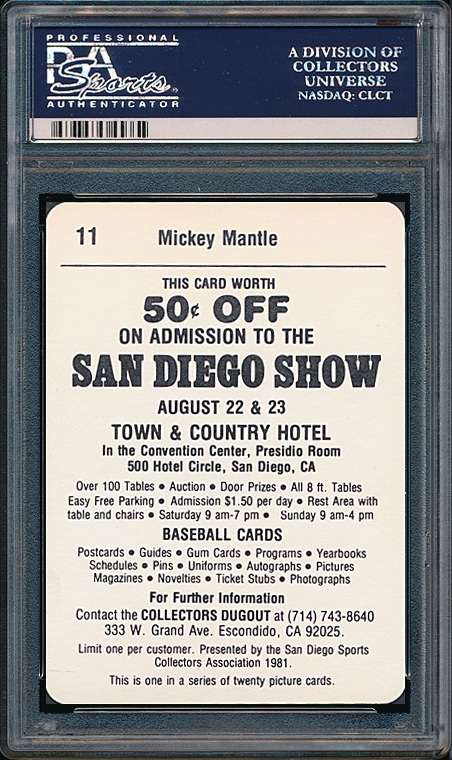 PROFESSIONAL
PSA
Sports
AUTHENTICATOR
A DIVISION OF
COLLECTORS
UNIVERSE
NASDAQ: CLCT
11 Mickey Mantle
THIS CARD WORTH
50¢ OFF
ON ADMISSION TO THE
SAN DIEGO SHOW
AUGUST 22 & 23
TOWN & COUNTRY HOTEL
In the Convention Center, Presidio Room
500 Hotel Circle, San Diego, CA
Over 100 Tables • Auction • Door Prizes • All 8 ft. Tables
Easy Free Parking • Admission $1.50 per day • Rest Area with
table and chairs • Saturday 9 am-7 pm • Sunday 9 am-4 pm
BASEBALL CARDS
Postcards • Guides • Gum Cards • Programs • Yearbooks
Schedules • Pins • Uniforms • Autographs • Pictures
Magazines • Novelties • Ticket Stubs • Photographs
For Further Information
Contact the COLLECTORS DUGOUT at (714) 743-8640
333 W. Grand Ave. Escondido, CA 92025.
Limit one per customer. Presented by the San Diego Sports
Collectors Association 1981.
This is one in a series of twenty picture cards.